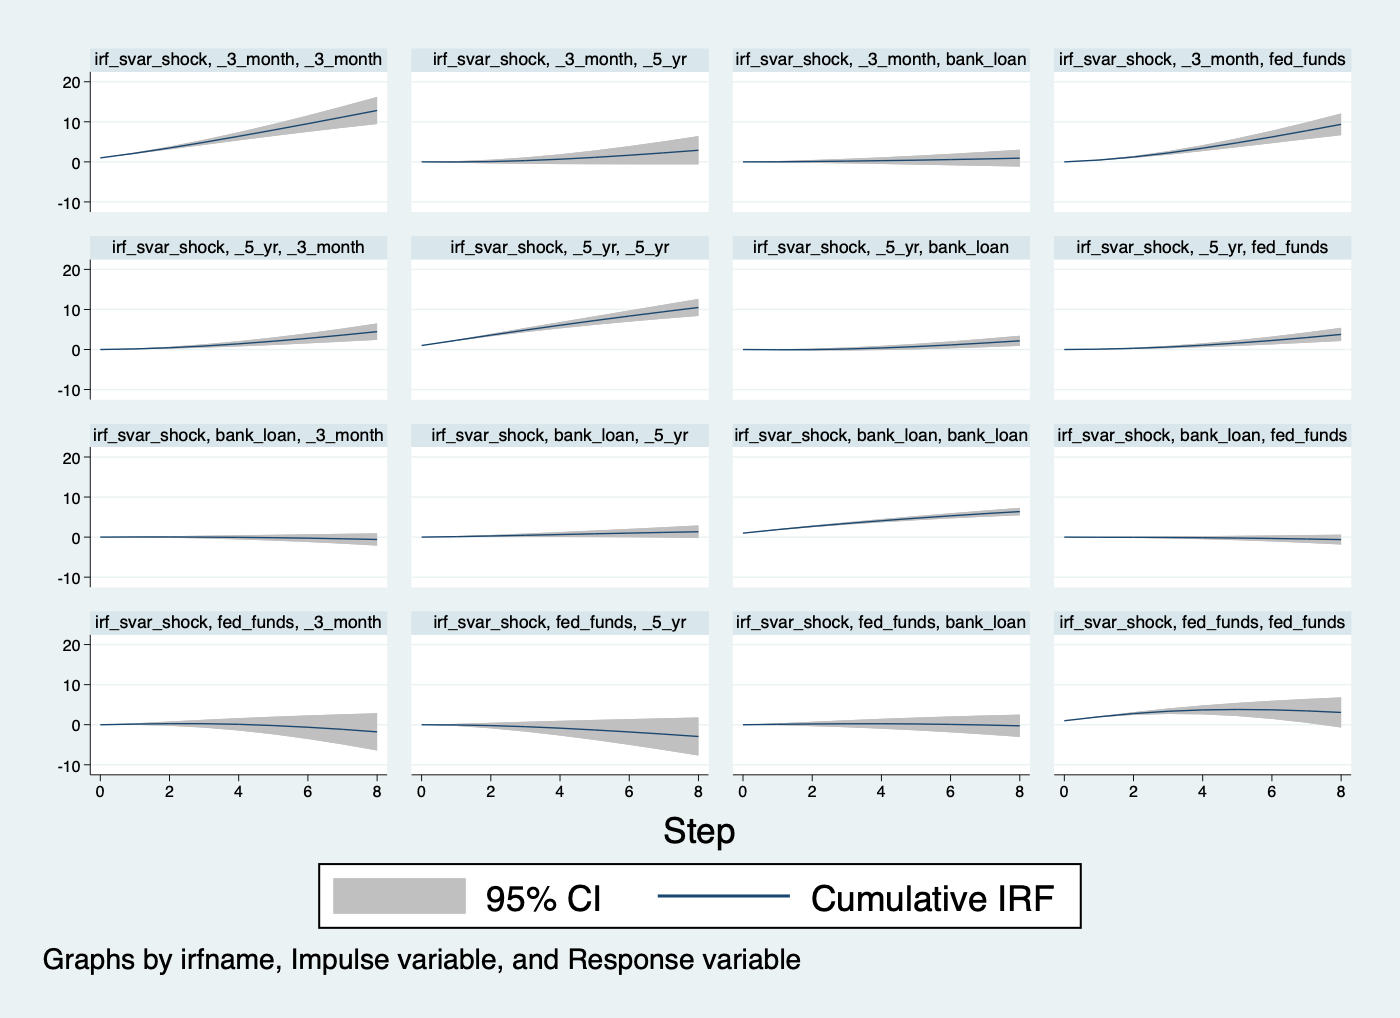 irf_svar_shock, _3_month, _3_month
irf_svar_shock, _3_month, _5_yr
irf_svar_shock, _3_month, bank_loan
irf_svar_shock, _3_month, fed_funds
20
10
0
-10
irf_svar_shock, _5_yr, _3_month
irf_svar_shock, _5_yr, _5_yr
irf_svar_shock, _5_yr, bank_loan
irf_svar_shock, _5_yr, fed_funds
20
10
0
-10
irf_svar_shock, bank_loan, _3_month
irf_svar_shock, bank_loan, _5_yr
irf_svar_shock, bank_loan, bank_loan
irf_svar_shock, bank_loan, fed_funds
20
10
0
-10
irf_svar_shock, fed_funds, _3_month
irf_svar_shock, fed_funds, _5_yr
irf_svar_shock, fed_funds, bank_loan
irf_svar_shock, fed_funds, fed_funds
20
10
0
-10
0 2 4 6 8
0 2 4 6 8
0 2 4 6 8
0 2 4 6 8
Step
95% CI
Cumulative IRF
Graphs by irfname, Impulse variable, and Response variable